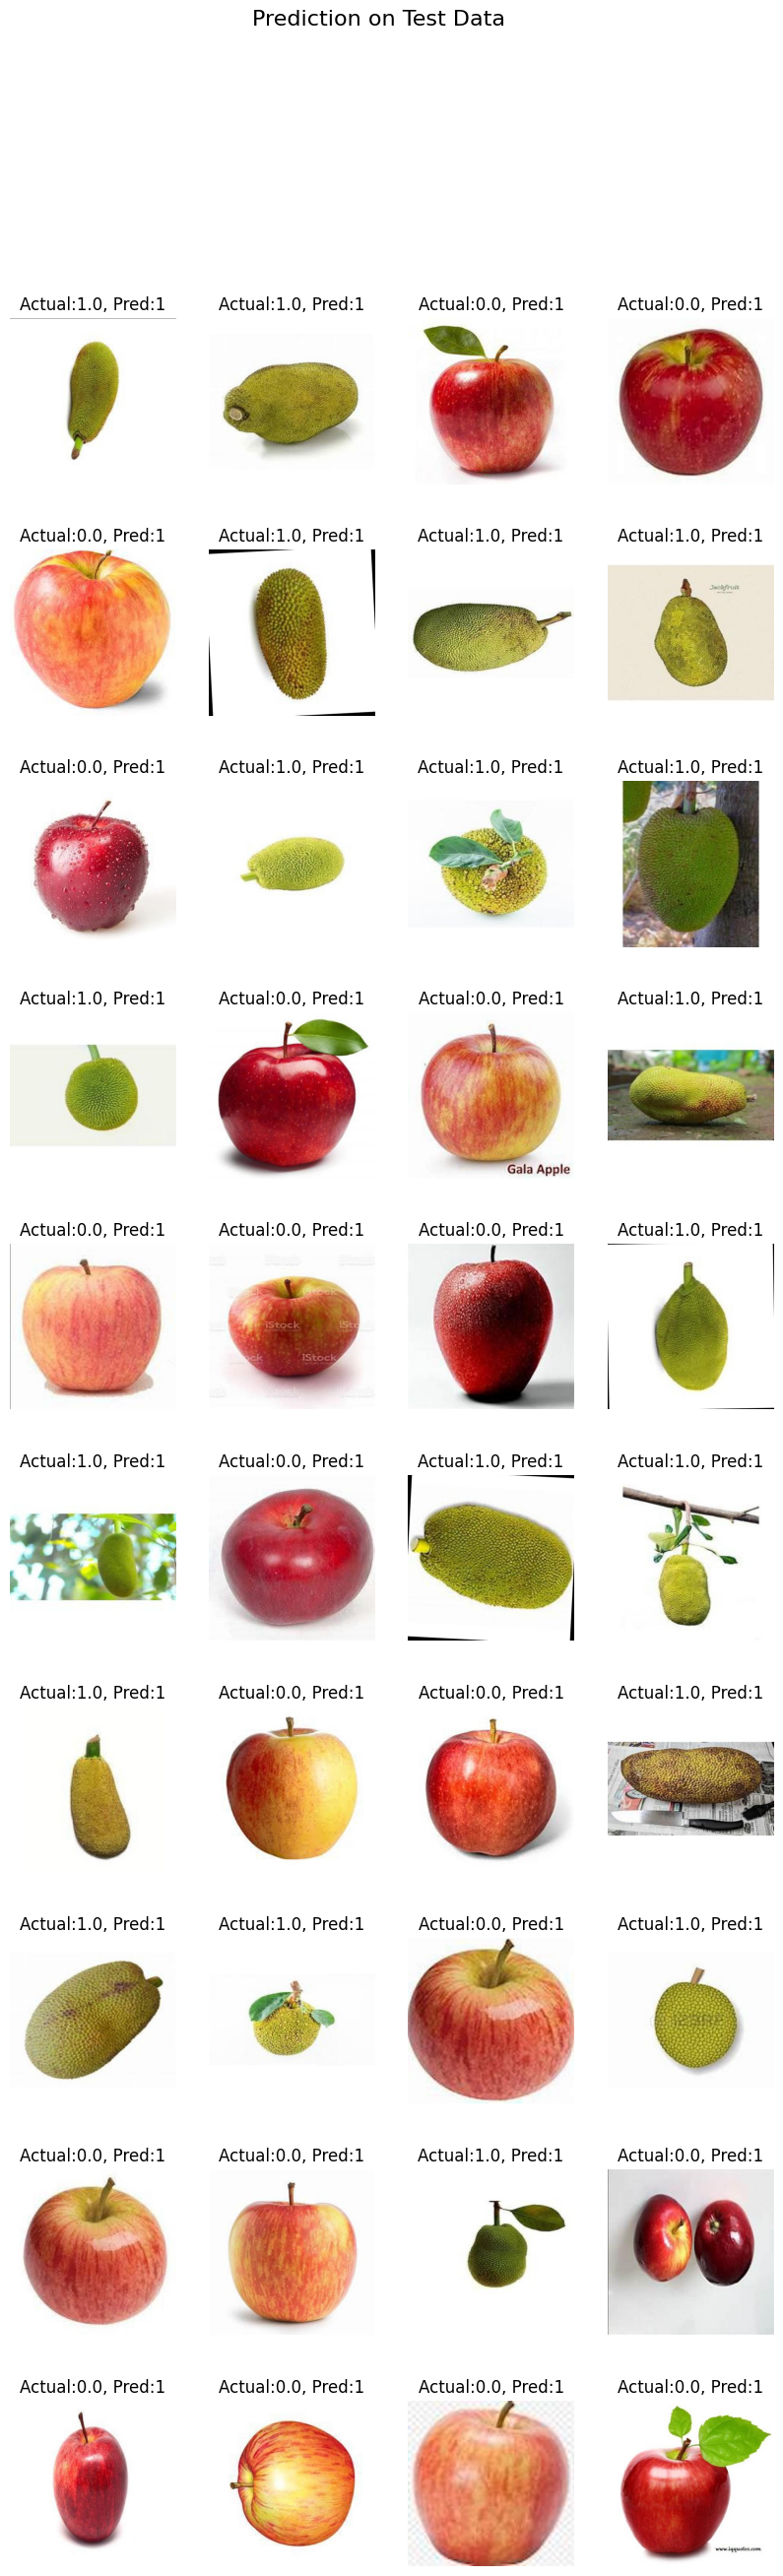 Prediction on Test Data
Actual:1.0, Pred:1 Actual:1.0, Pred:1 Actual:0.0, Pred:1 Actual:0.0, Pred:1
Actual:0.0, Pred:1 Actual:1.0, Pred:1 Actual:1.0, Pred:1 Actual:1.0, Pred:1
Jackfruit
Actual:0.0, Pred:1 Actual:1.0, Pred:1 Actual:1.0, Pred:1 Actual:1.0, Pred:1
Actual:1.0, Pred:1 Actual:0.0, Pred:1 Actual:0.0, Pred:1 Actual:1.0, Pred:1
Gala Apple
Actual:0.0, Pred:1 Actual:0.0, Pred:1 Actual:0.0, Pred:1 Actual:1.0, Pred:1
iStock
iStock iStock
iStock iStock
Actual:1.0, Pred:1 Actual:0.0, Pred:1 Actual:1.0, Pred:1 Actual:1.0, Pred:1
Actual:1.0, Pred:1 Actual:0.0, Pred:1 Actual:0.0, Pred:1 Actual:1.0, Pred:1
Actual:1.0, Pred:1 Actual:1.0, Pred:1 Actual:0.0, Pred:1 Actual:1.0, Pred:1
123RF
Actual:0.0, Pred:1 Actual:0.0, Pred:1 Actual:1.0, Pred:1 Actual:0.0, Pred:1
Actual:0.0, Pred:1 Actual:0.0, Pred:1 Actual:0.0, Pred:1 Actual:0.0, Pred:1